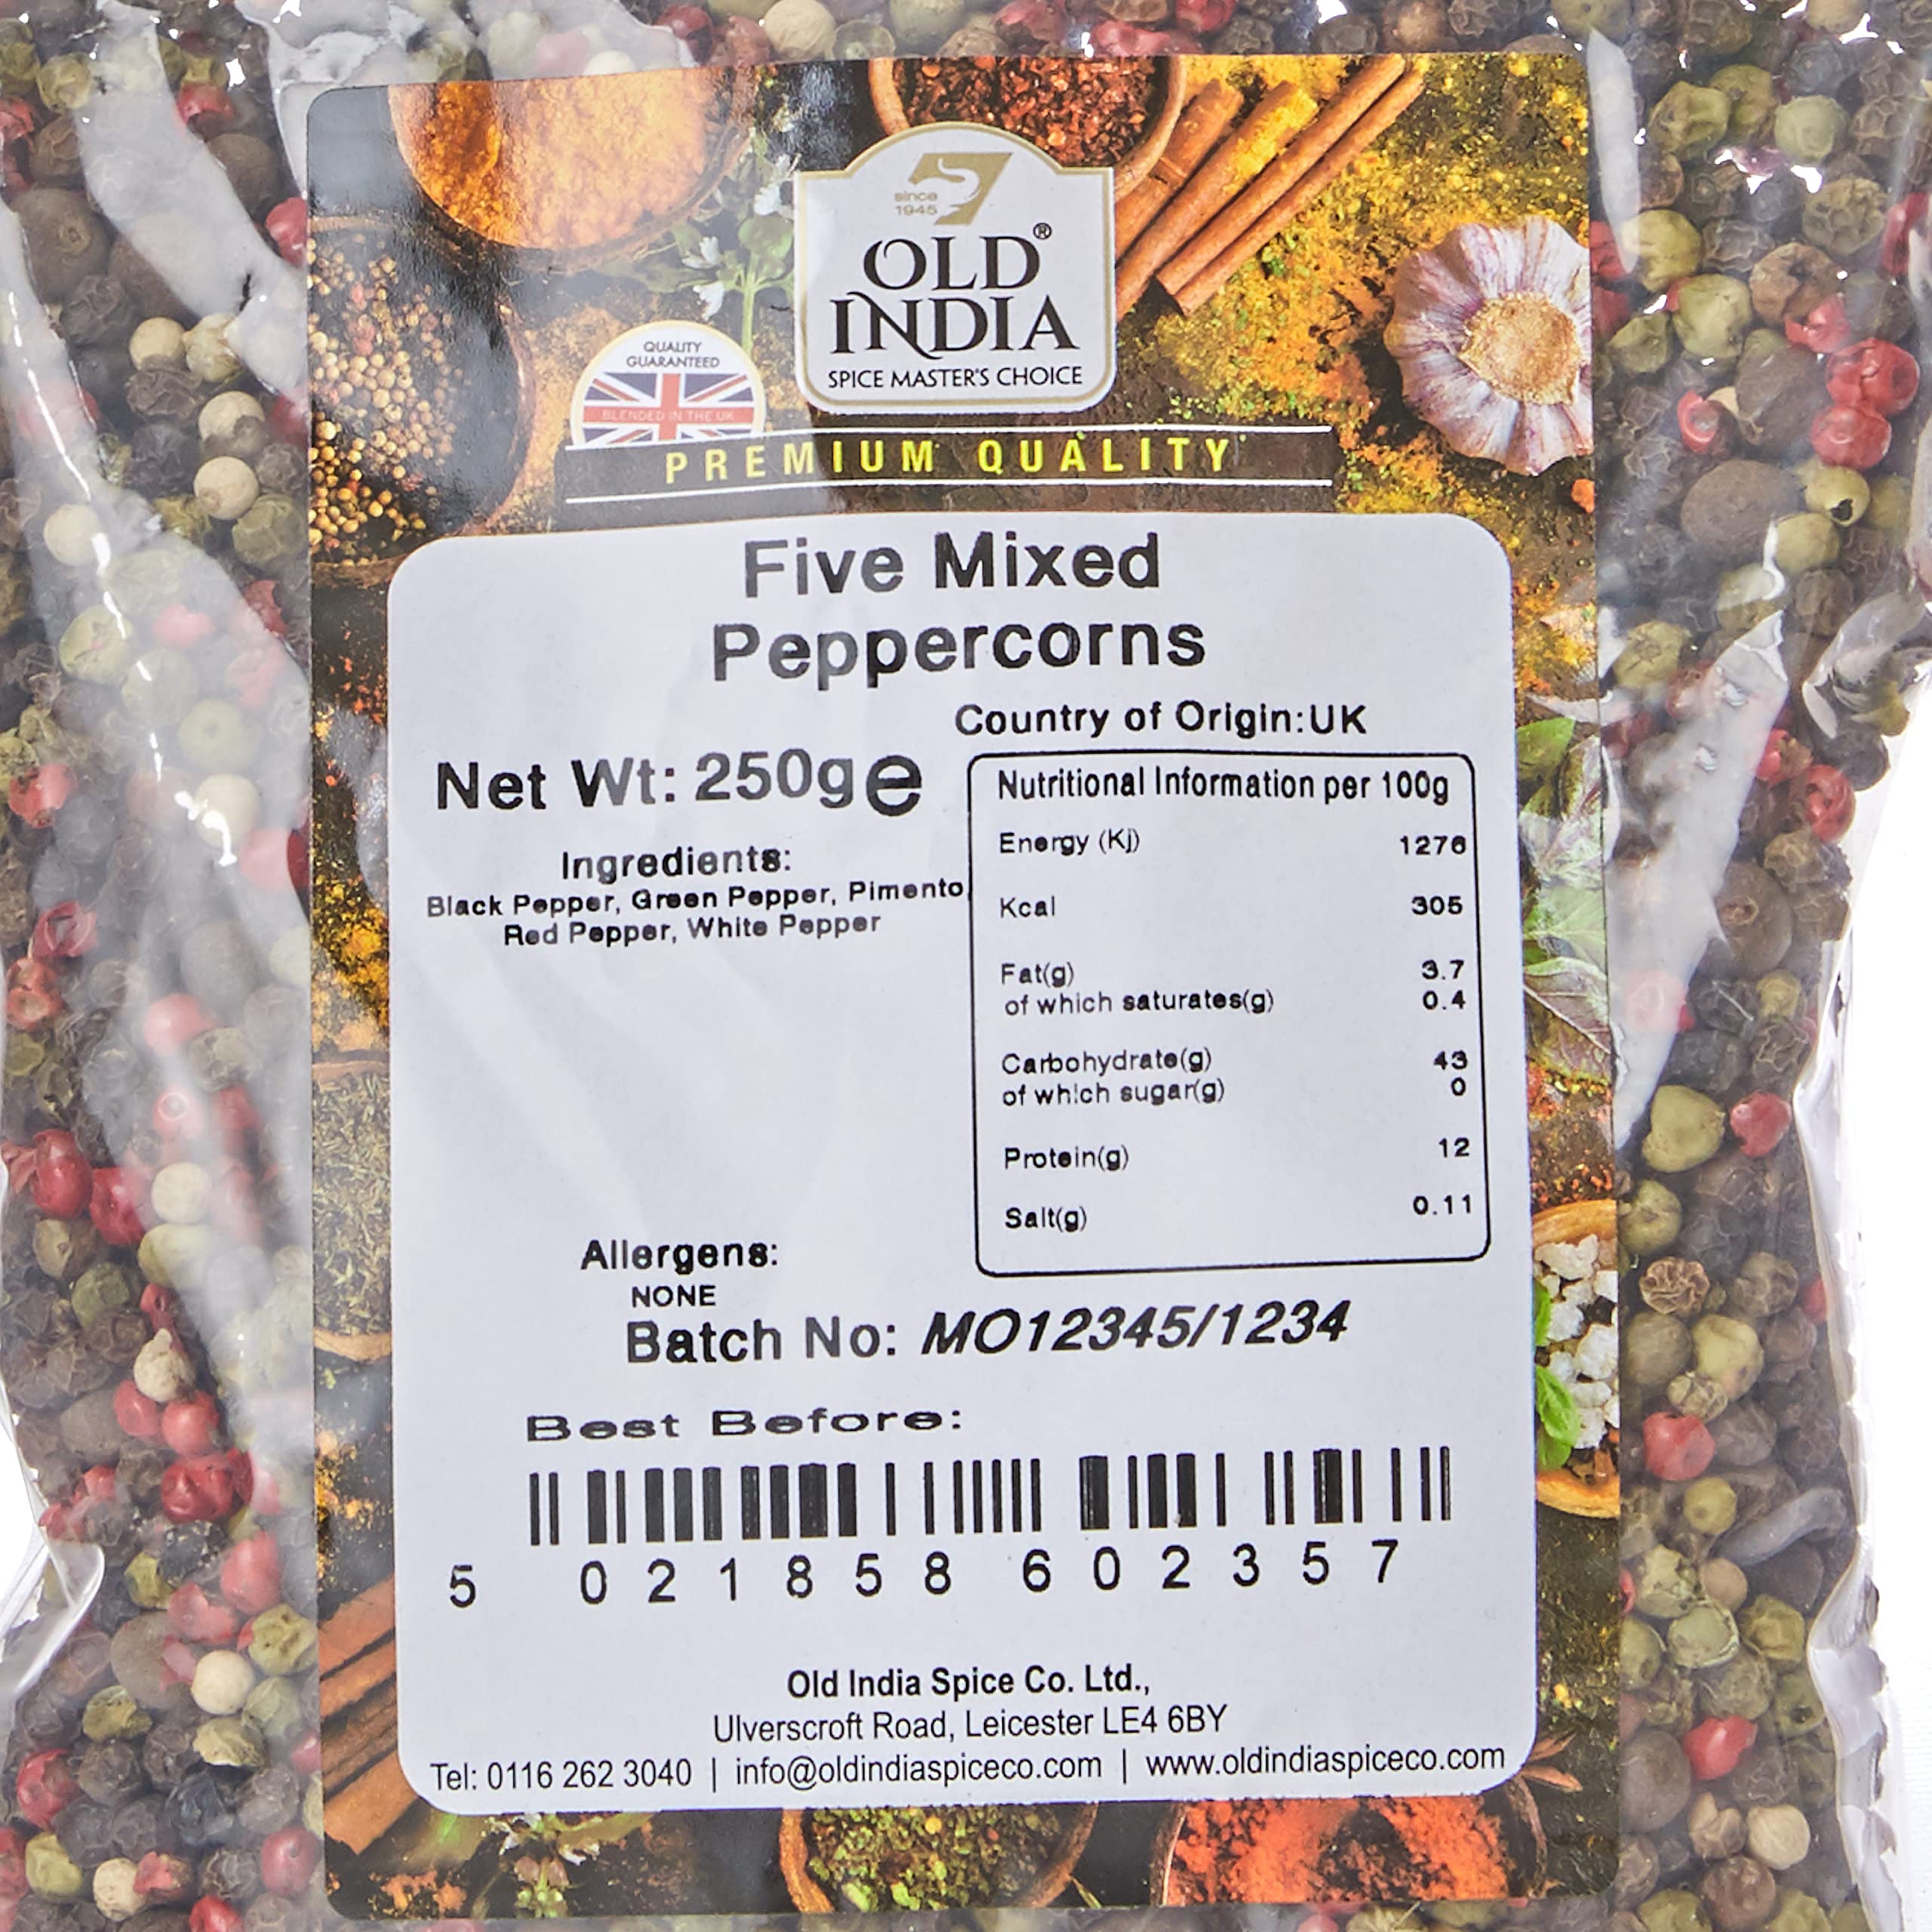 since
1945
OLD®
INDIA
SPICE MASTER'S CHOICE
QUALITY
GUARANTEED
BLENDED IN THE UK
PREMIUM QUALITY
Five Mixed
Peppercorns
Country of Origin:UK
Net Wt: 250g℮
Ingredients:
Black Pepper, Green Pepper, Pimento,
Red Pepper, White Pepper
Nutritional Information per 100g
Energy (Kj) 1276
Kcal 305
Fat(g) 3.7
of which saturates(g) 0.4
Carbohydrate(g) 43
of which sugar(g) 0
Protein(g) 12
Salt(g) 0.11
Allergens:
NONE
Batch No: MO12345/1234
Best Before:
5 021858 602357
Old India Spice Co. Ltd.,
Ulverscroft Road, Leicester LE4 6BY
Tel: 0116 262 3040 | info@oldindiaspiceco.com | www.oldindiaspiceco.com